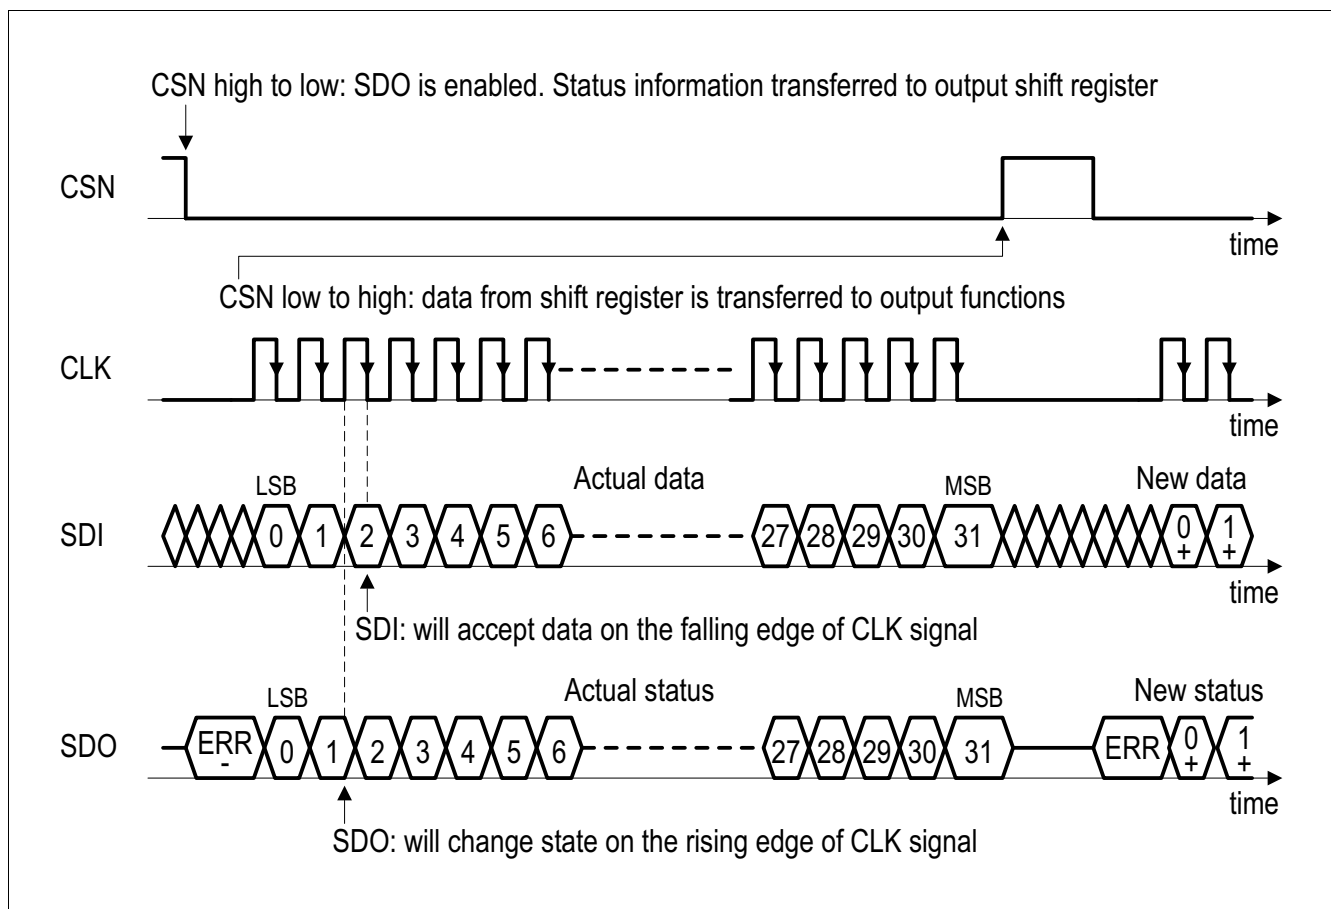 CSN high to low: SDO is enabled. Status information transferred to output shift register
CSN
time
CSN low to high: data from shift register is transferred to output functions
CLK
time
LSB Actual data MSB New data
SDI 0 1 2 3 4 5 6 27 28 29 30 31 0+ 1+
time
SDI: will accept data on the falling edge of CLK signal
LSB Actual status MSB New status
SDO ERR - 0 1 2 3 4 5 6 27 28 29 30 31 ERR 0+ 1+
time
SDO: will change state on the rising edge of CLK signal